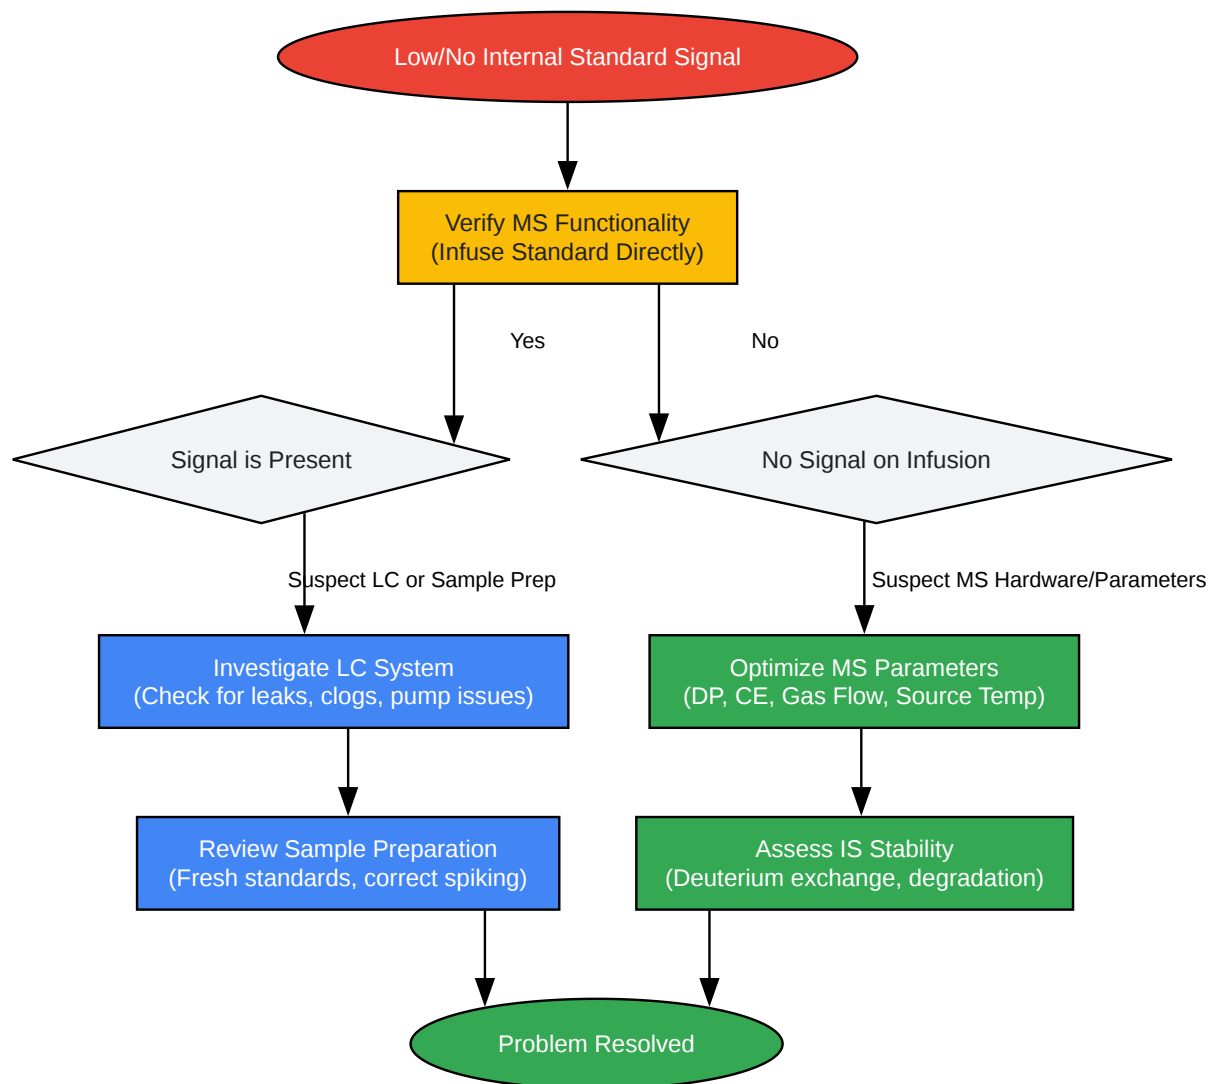 Low/No Internal Standard Signal
Verify MS Functionality
(Infuse Standard Directly)
Yes
No
Signal is Present
No Signal on Infusion
Suspect LC or Sample Prep
Suspect MS Hardware/Parameters
Investigate LC System
(Check for leaks, clogs, pump issues)
Optimize MS Parameters
(DP, CE, Gas Flow, Source Temp)
Review Sample Preparation
(Fresh standards, correct spiking)
Assess IS Stability
(Deuterium exchange, degradation)
Problem Resolved